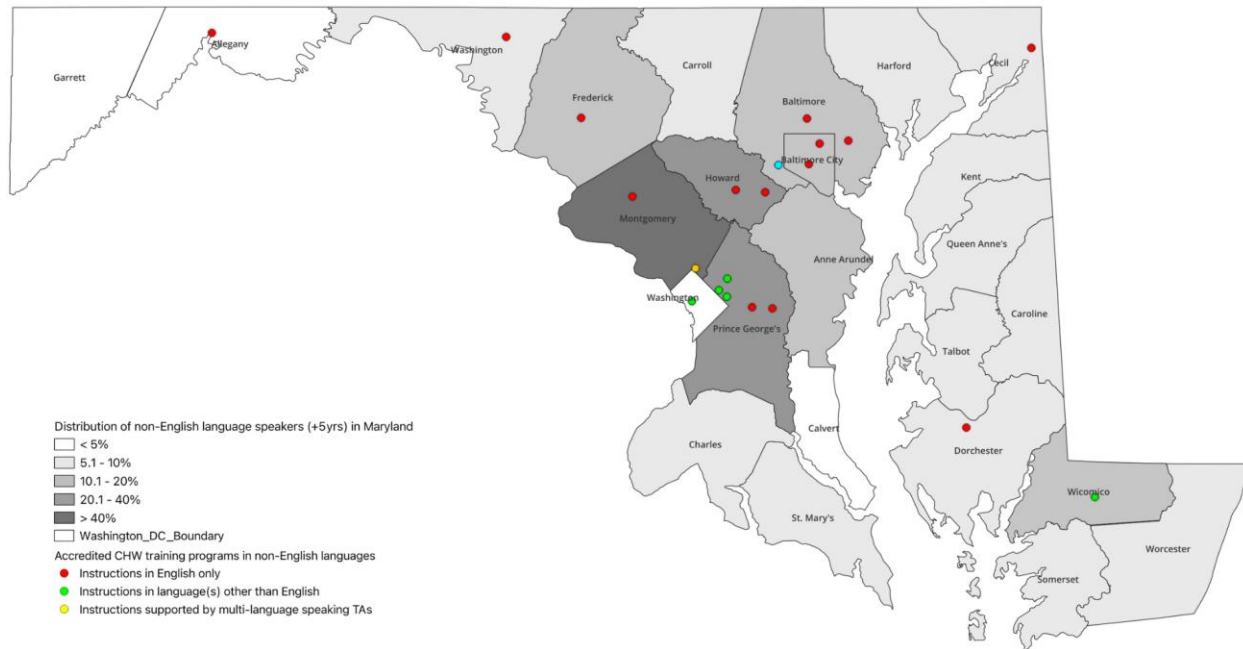 Garrett
Allegany
Washington
Frederick
Carroll
Baltimore
Harford
Cecil
Baltimore City
Howard
Montgomery
Kent
Queen Anne's
Anne Arundel
Washington
Prince George's
Caroline
Talbot
Calvert
Charles
Dorchester
St. Mary's
Wicomico
Worcester
Somerset
Distribution of non-English language speakers (+5yrs) in Maryland
< 5%
5.1 - 10%
10.1 - 20%
20.1 - 40%
> 40%
Washington_DC_Boundary
Accredited CHW training programs in non-English languages
Instructions in English only
Instructions in language(s) other than English
Instructions supported by multi-language speaking TAs